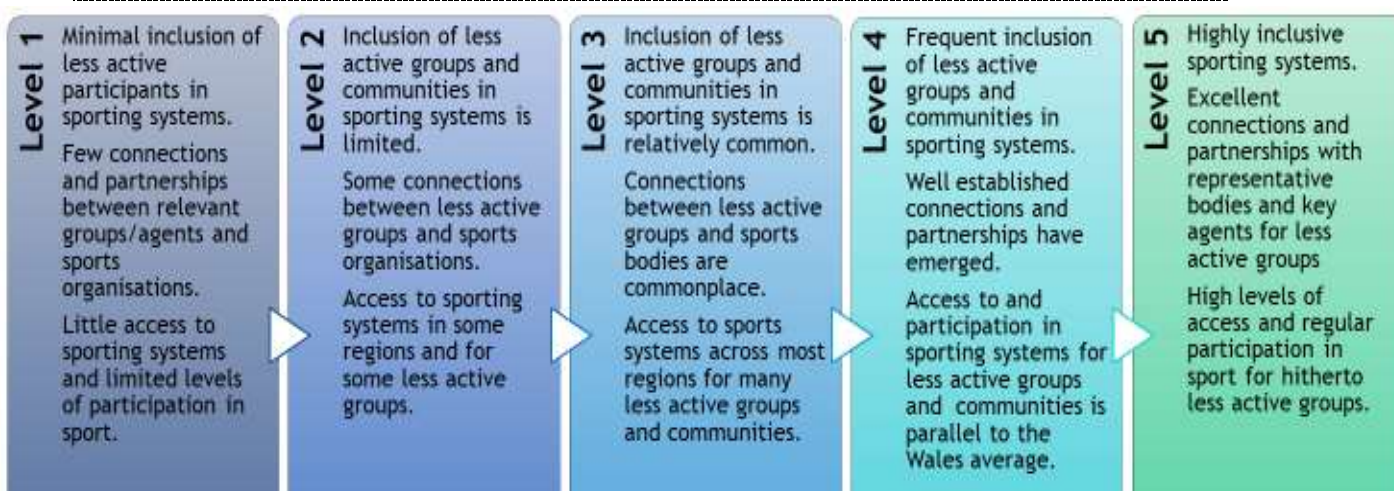 Level 1
Minimal inclusion of
less active
participants in
sporting systems.
Few connections
and partnerships
between relevant
groups/agents and
sports
organisations.
Little access to
sporting systems
and limited levels
of participation in
sport.
Level 2
Inclusion of less
active groups and
communities in
sporting systems is
limited.
Some connections
between less active
groups and sports
organisations.
Access to sporting
systems in some
regions and for
some less active
groups.
Level 3
Inclusion of less
active groups and
communities in
sporting systems is
relatively common.
Connections
between less active
groups and sports
bodies are
commonplace.
Access to sports
systems across most
regions for many
less active groups
and communities.
Level 4
Frequent inclusion
of less active
groups and
communities in
sporting systems.
Well established
connections and
partnerships have
emerged.
Access to and
participation in
sporting systems for
less active groups
and communities is
parallel to the
Wales average.
Level 5
Highly inclusive
sporting systems.
Excellent
connections and
partnerships with
representative
bodies and key
agents for less
active groups
High levels of
access and regular
participation in
sport for hitherto
less active groups.